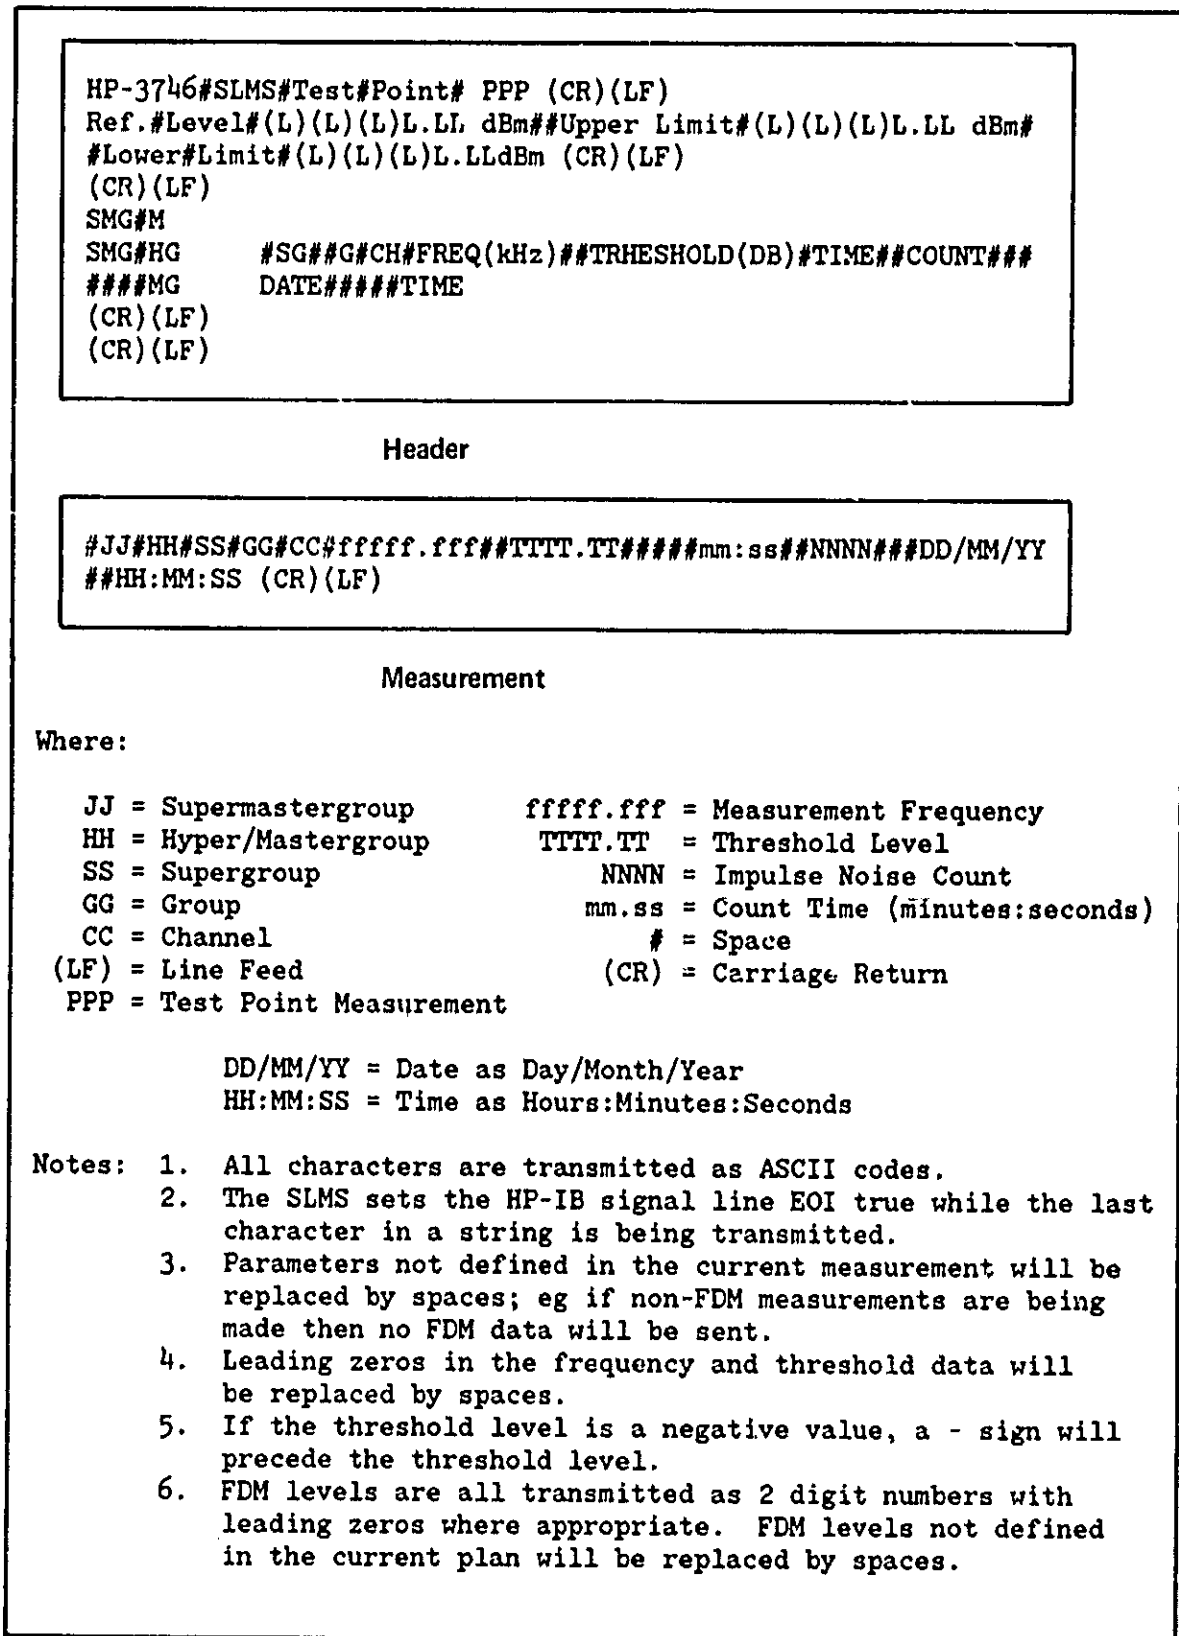 HP-3746#SLMS#Test#Point# PPP (CR)(LF)
Ref.#Level#(L)(L)(L)L.LL dBm##Upper Limit#(L)(L)(L)L.LL dBm#
#Lower#Limit#(L)(L)(L)L.LLdBm (CR)(LF)
(CR)(LF)
SMG#M
SMG#HG #SG##G#CH#FREQ(kHz)##TRHESHOLD(DB)#TIME##COUNT###
####MG DATE#####TIME
(CR)(LF)
(CR)(LF)
Header
#JJ#HH#SS#GG#CC#fffff.fff##TTTT.TT#####mm:ss##NNNN###DD/MM/YY
##HH:MM:SS (CR)(LF)
Measurement
Where:
JJ = Supermastergroup fffff.fff = Measurement Frequency
HH = Hyper/Mastergroup TTTT.TT = Threshold Level
SS = Supergroup NNNN = Impulse Noise Count
GG = Group mm.ss = Count Time (minutes:seconds)
CC = Channel # = Space
(LF) = Line Feed (CR) = Carriage Return
PPP = Test Point Measurement
DD/MM/YY = Date as Day/Month/Year
HH:MM:SS = Time as Hours:Minutes:Seconds
Notes: 1. All characters are transmitted as ASCII codes.
2. The SLMS sets the HP-IB signal line EOI true while the last
character in a string is being transmitted.
3. Parameters not defined in the current measurement will be
replaced by spaces; eg if non-FDM measurements are being
made then no FDM data will be sent.
4. Leading zeros in the frequency and threshold data will
be replaced by spaces.
5. If the threshold level is a negative value, a - sign will
precede the threshold level.
6. FDM levels are all transmitted as 2 digit numbers with
leading zeros where appropriate. FDM levels not defined
in the current plan will be replaced by spaces.